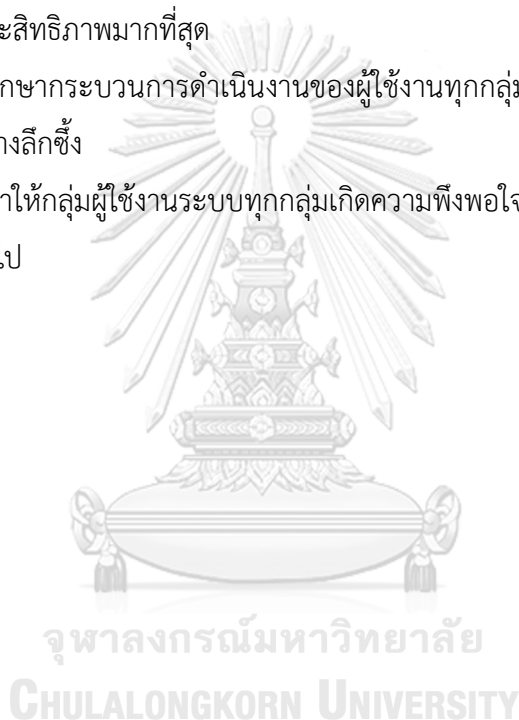 ะสิทธิภาพมากที่สุด
กษากระบวนการดำเนินงานของผู้ใช้งานทุกกลุ่ม
างลึกซึ้ง
าให้กลุ่มผู้ใช้งานระบบทุกกลุ่มเกิดความพึงพอใจ
ไป
จุฬาลงกรณ์มหาวิทยาลัย
CHULALONGKORN UNIVERSITY